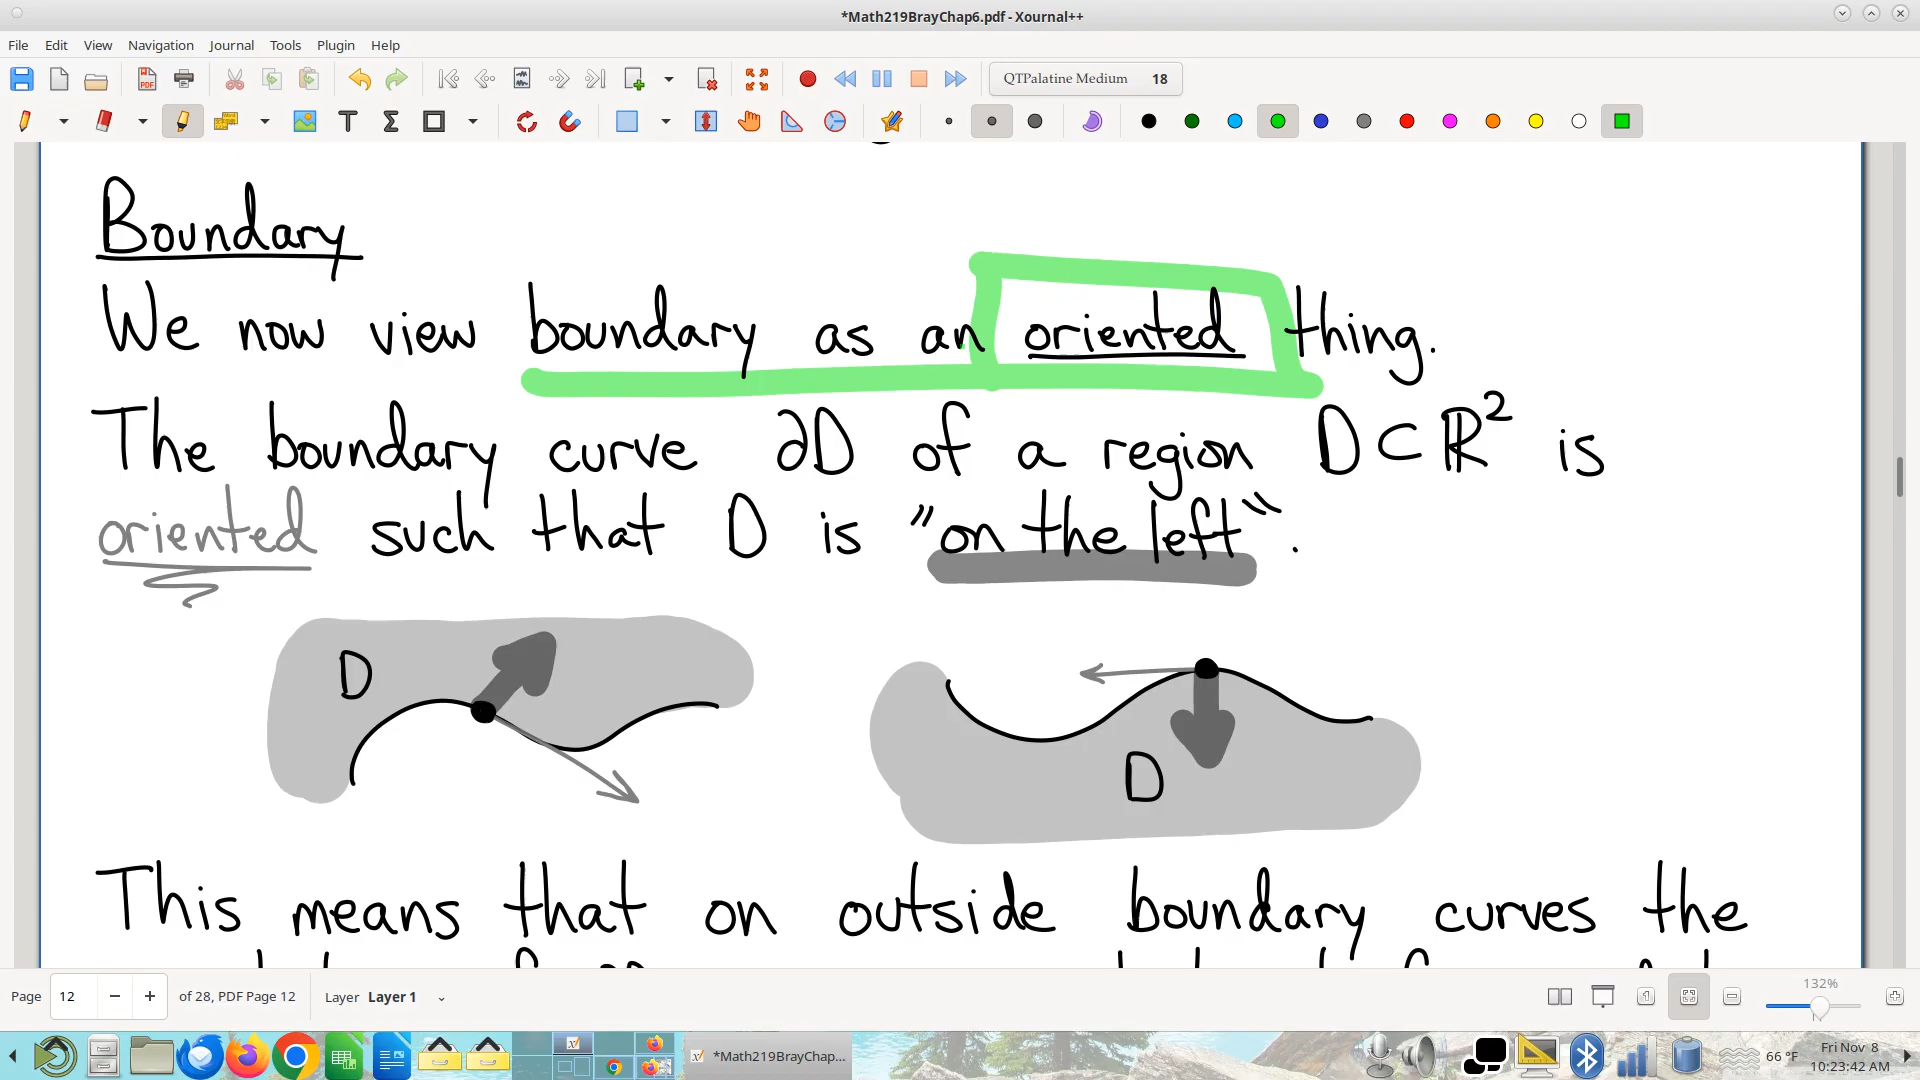 *Math219BrayChap6.pdf - Xournal++
File Edit View Navigation Journal Tools Plugin Help
QTPalatine Medium 18
Boundary
We now view boundary as an oriented thing.
The boundary curve ∂D of a region D⊂ℝ² is
oriented such that D is "on the left".
D
D
This means that on outside boundary curves the
Page 12 of 28, PDF Page 12 Layer Layer 1
132%
*Math219BrayChap...
66 °F
Fri Nov 8
10:23:42 AM